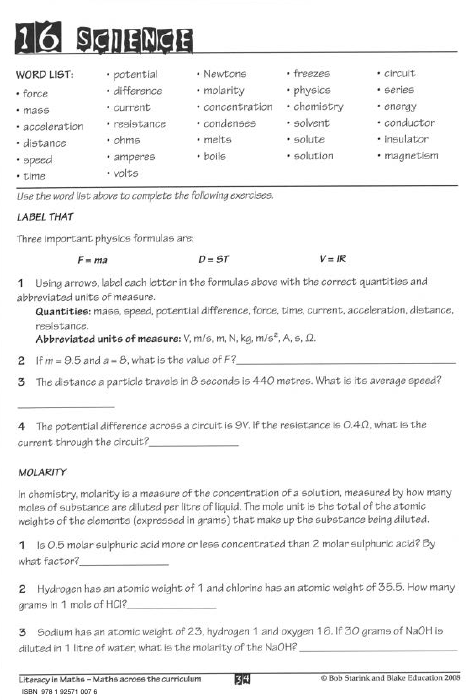 16 SCIENCE
WORD LIST:
• force
• mass
• acceleration
• distance
• speed
• time
• potential
• difference
• current
• resistance
• ohms
• amperes
• volts
• Newtons
• molarity
• concentration
• condenses
• melts
• boils
• freezes
• physics
• chemistry
• solvent
• solute
• solution
• circuit
• series
• energy
• conductor
• insulator
• magnetism
Use the word list above to complete the following exercises.
LABEL THAT
Three important physics formulas are:
F = ma D = ST V = IR
1 Using arrows, label each letter in the formulas above with the correct quantities and
abbreviated units of measure.
Quantities: mass, speed, potential difference, force, time, current, acceleration, distance,
resistance.
Abbreviated units of measure: V, m/s, m, N, kg, m/s², A, s, Ω.
2 If m = 9.5 and a = 8, what is the value of F?
3 The distance a particle travels in 8 seconds is 440 metres. What is its average speed?
4 The potential difference across a circuit is 9V. If the resistance is 0.4Ω, what is the
current through the circuit?
MOLARITY
In chemistry, molarity is a measure of the concentration of a solution, measured by how many
moles of substance are diluted per litre of liquid. The mole unit is the total of the atomic
weights of the elements (expressed in grams) that make up the substance being diluted.
1 Is 0.5 molar sulphuric acid more or less concentrated than 2 molar sulphuric acid? By
what factor?
2 Hydrogen has an atomic weight of 1 and chlorine has an atomic weight of 35.5. How many
grams in 1 mole of HCl?
3 Sodium has an atomic weight of 23, hydrogen 1 and oxygen 16. If 30 grams of NaOH is
diluted in 1 litre of water, what is the molarity of the NaOH?
Literacy in Maths – Maths across the curriculum 34 © Bob Starink and Blake Education 2008
ISBN 978 1 92571 007 6